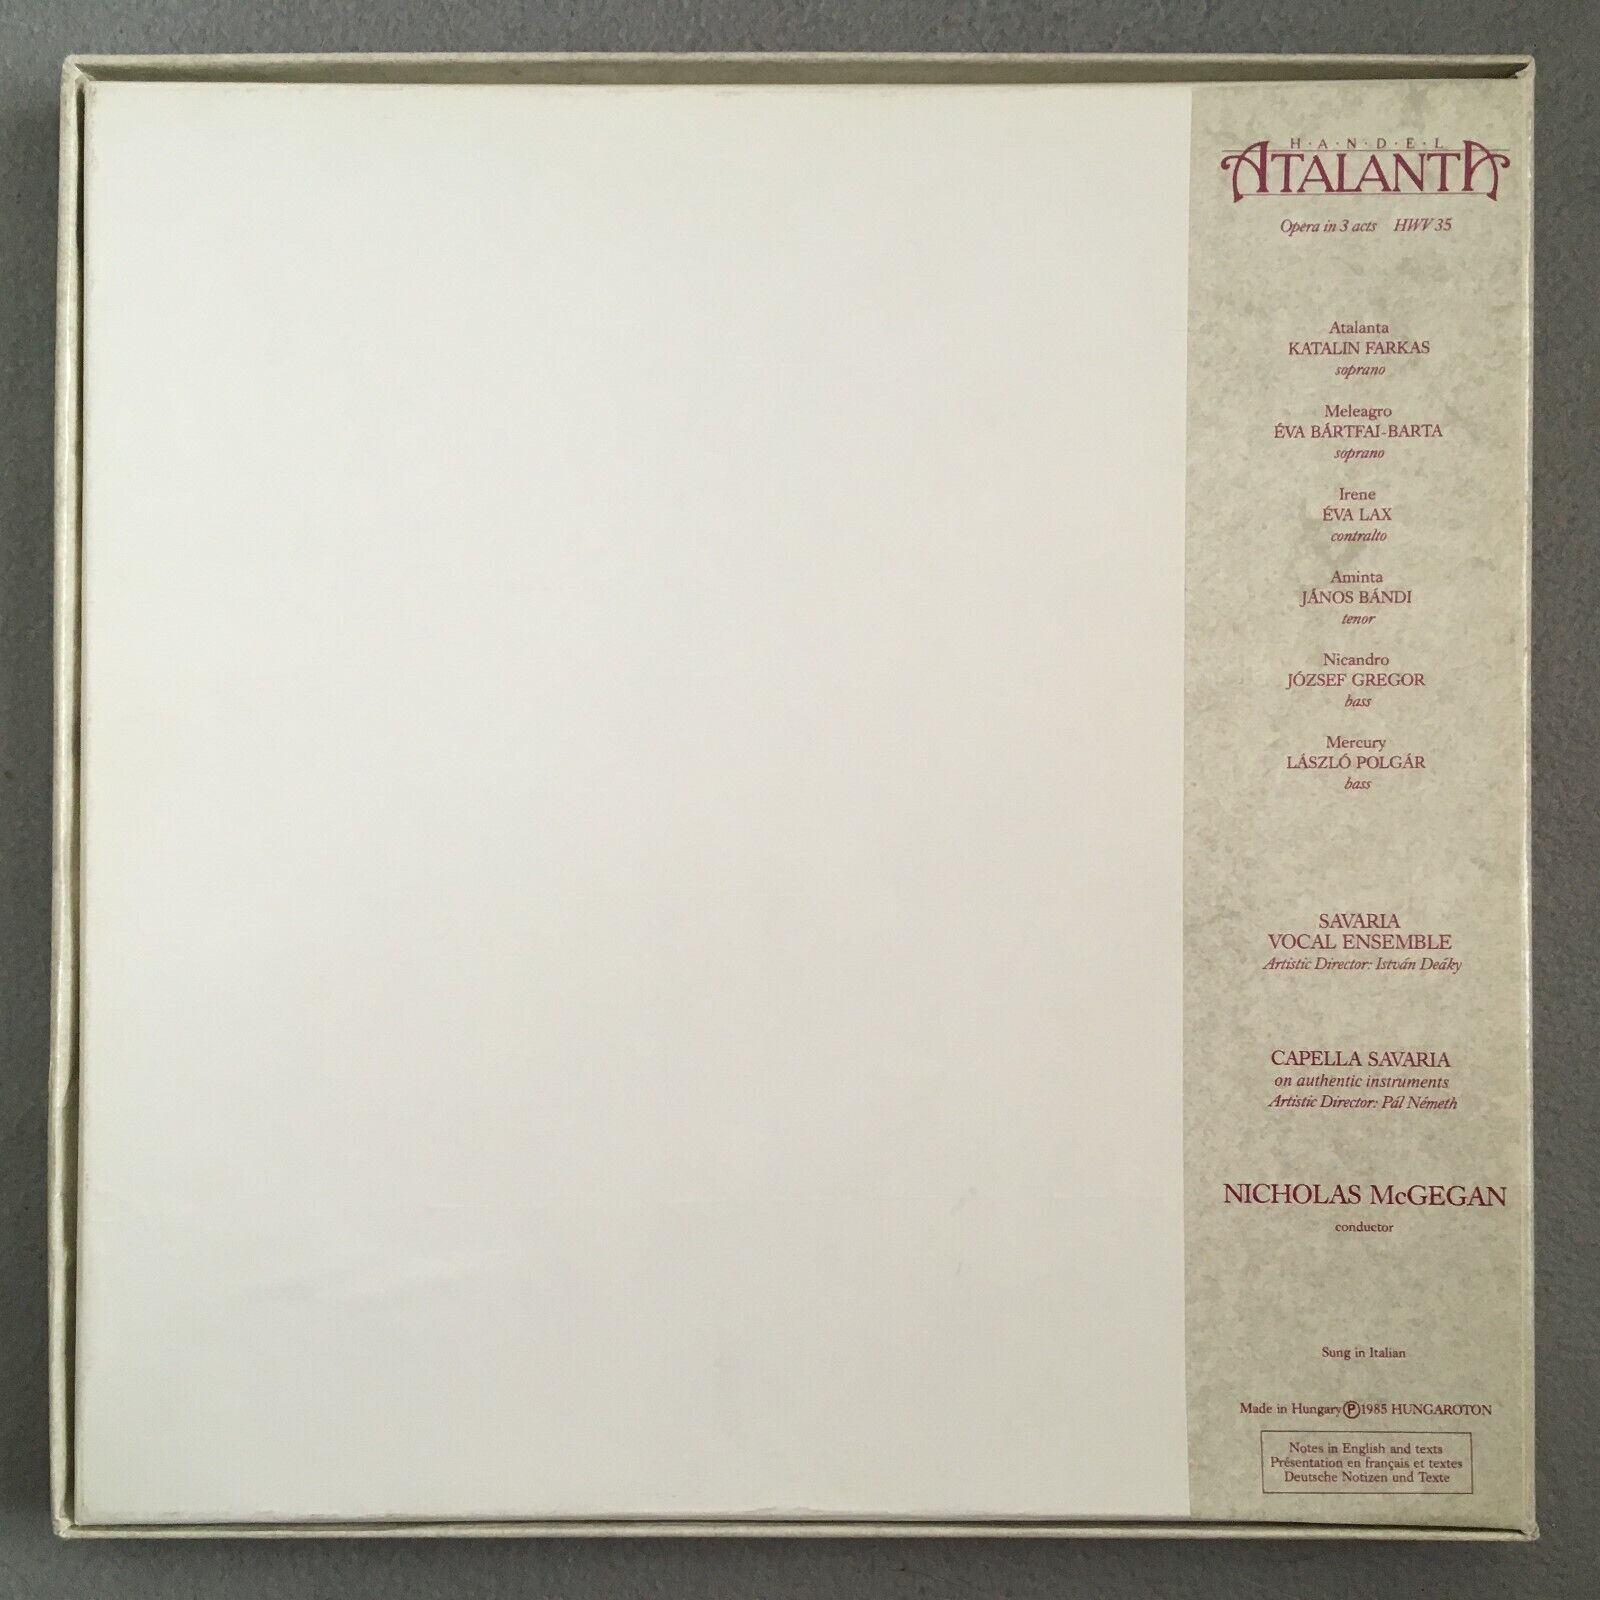 H·A·N·D·E·L
ATALANTA
Opera in 3 acts HWV 35
Atalanta
KATALIN FARKAS
soprano
Meleagro
ÉVA BÁRTFAI-BARTA
soprano
Irene
ÉVA LAX
contralto
Aminta
JÁNOS BÁNDI
tenor
Nicandro
JÓZSEF GREGOR
bass
Mercury
LÁSZLÓ POLGÁR
bass
SAVARIA
VOCAL ENSEMBLE
Artistic Director: István Deáky
CAPELLA SAVARIA
on authentic instruments
Artistic Director: Pál Németh
NICHOLAS McGEGAN
conductor
Sung in Italian
Made in Hungary Ⓟ 1985 HUNGAROTON
Notes in English and texts
Présentation en français et textes
Deutsche Notizen und Texte